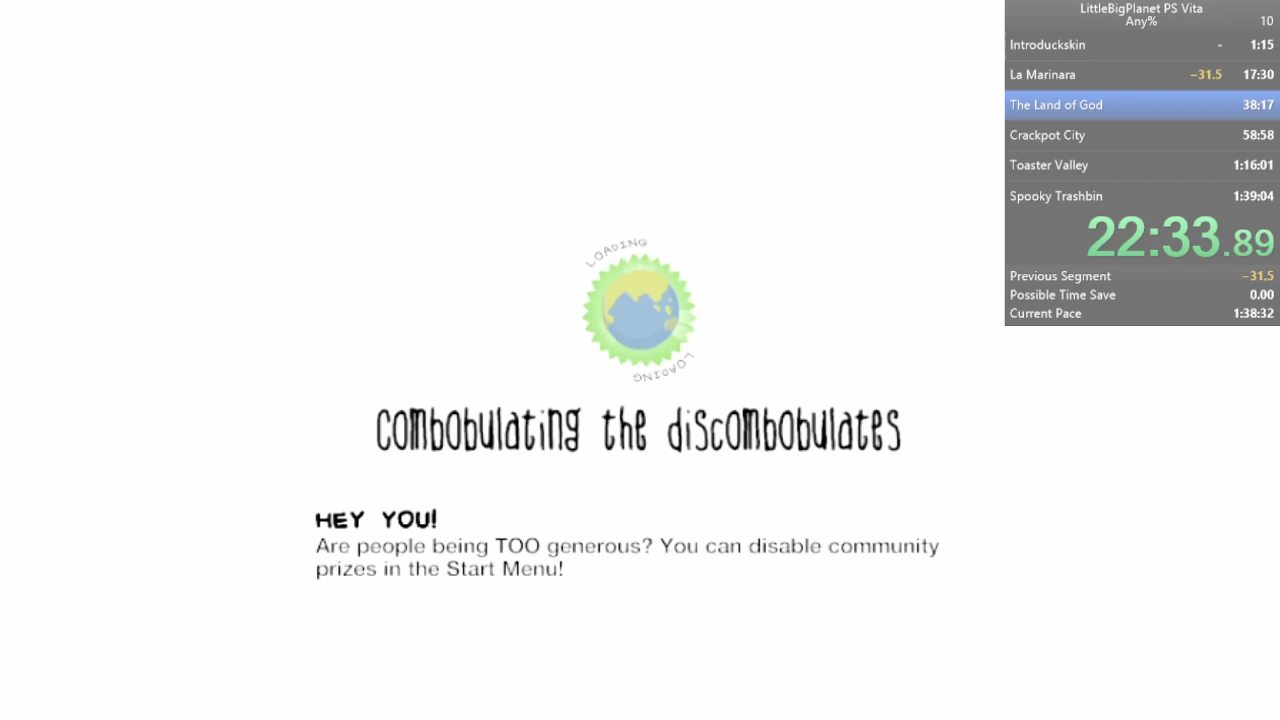 LittleBigPlanet PS Vita
Any% 10
Introduckskin - 1:15
La Marinara −31.5 17:30
The Land of God 38:17
Crackpot City 58:58
Toaster Valley 1:16:01
Spooky Trashbin 1:39:04
22:33.89
Previous Segment −31.5
Possible Time Save 0.00
Current Pace 1:38:32
LOADING
LOADING
combobulating the discombobulates
HEY YOU!
Are people being TOO generous? You can disable community
prizes in the Start Menu!